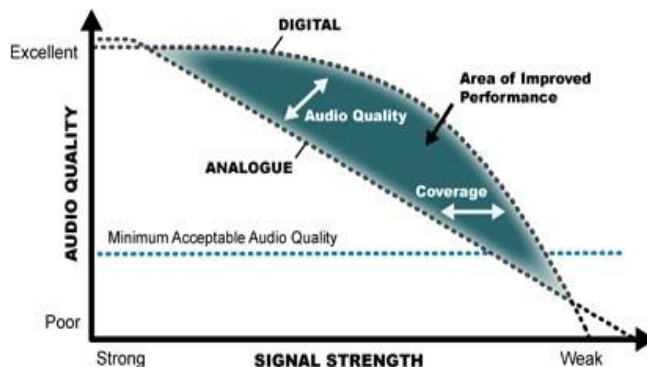 DIGITAL
Excellent
Area of Improved
Performance
Audio Quality
ANALOGUE
Coverage
AUDIO QUALITY
Minimum Acceptable Audio Quality
Poor
Strong
SIGNAL STRENGTH
Weak